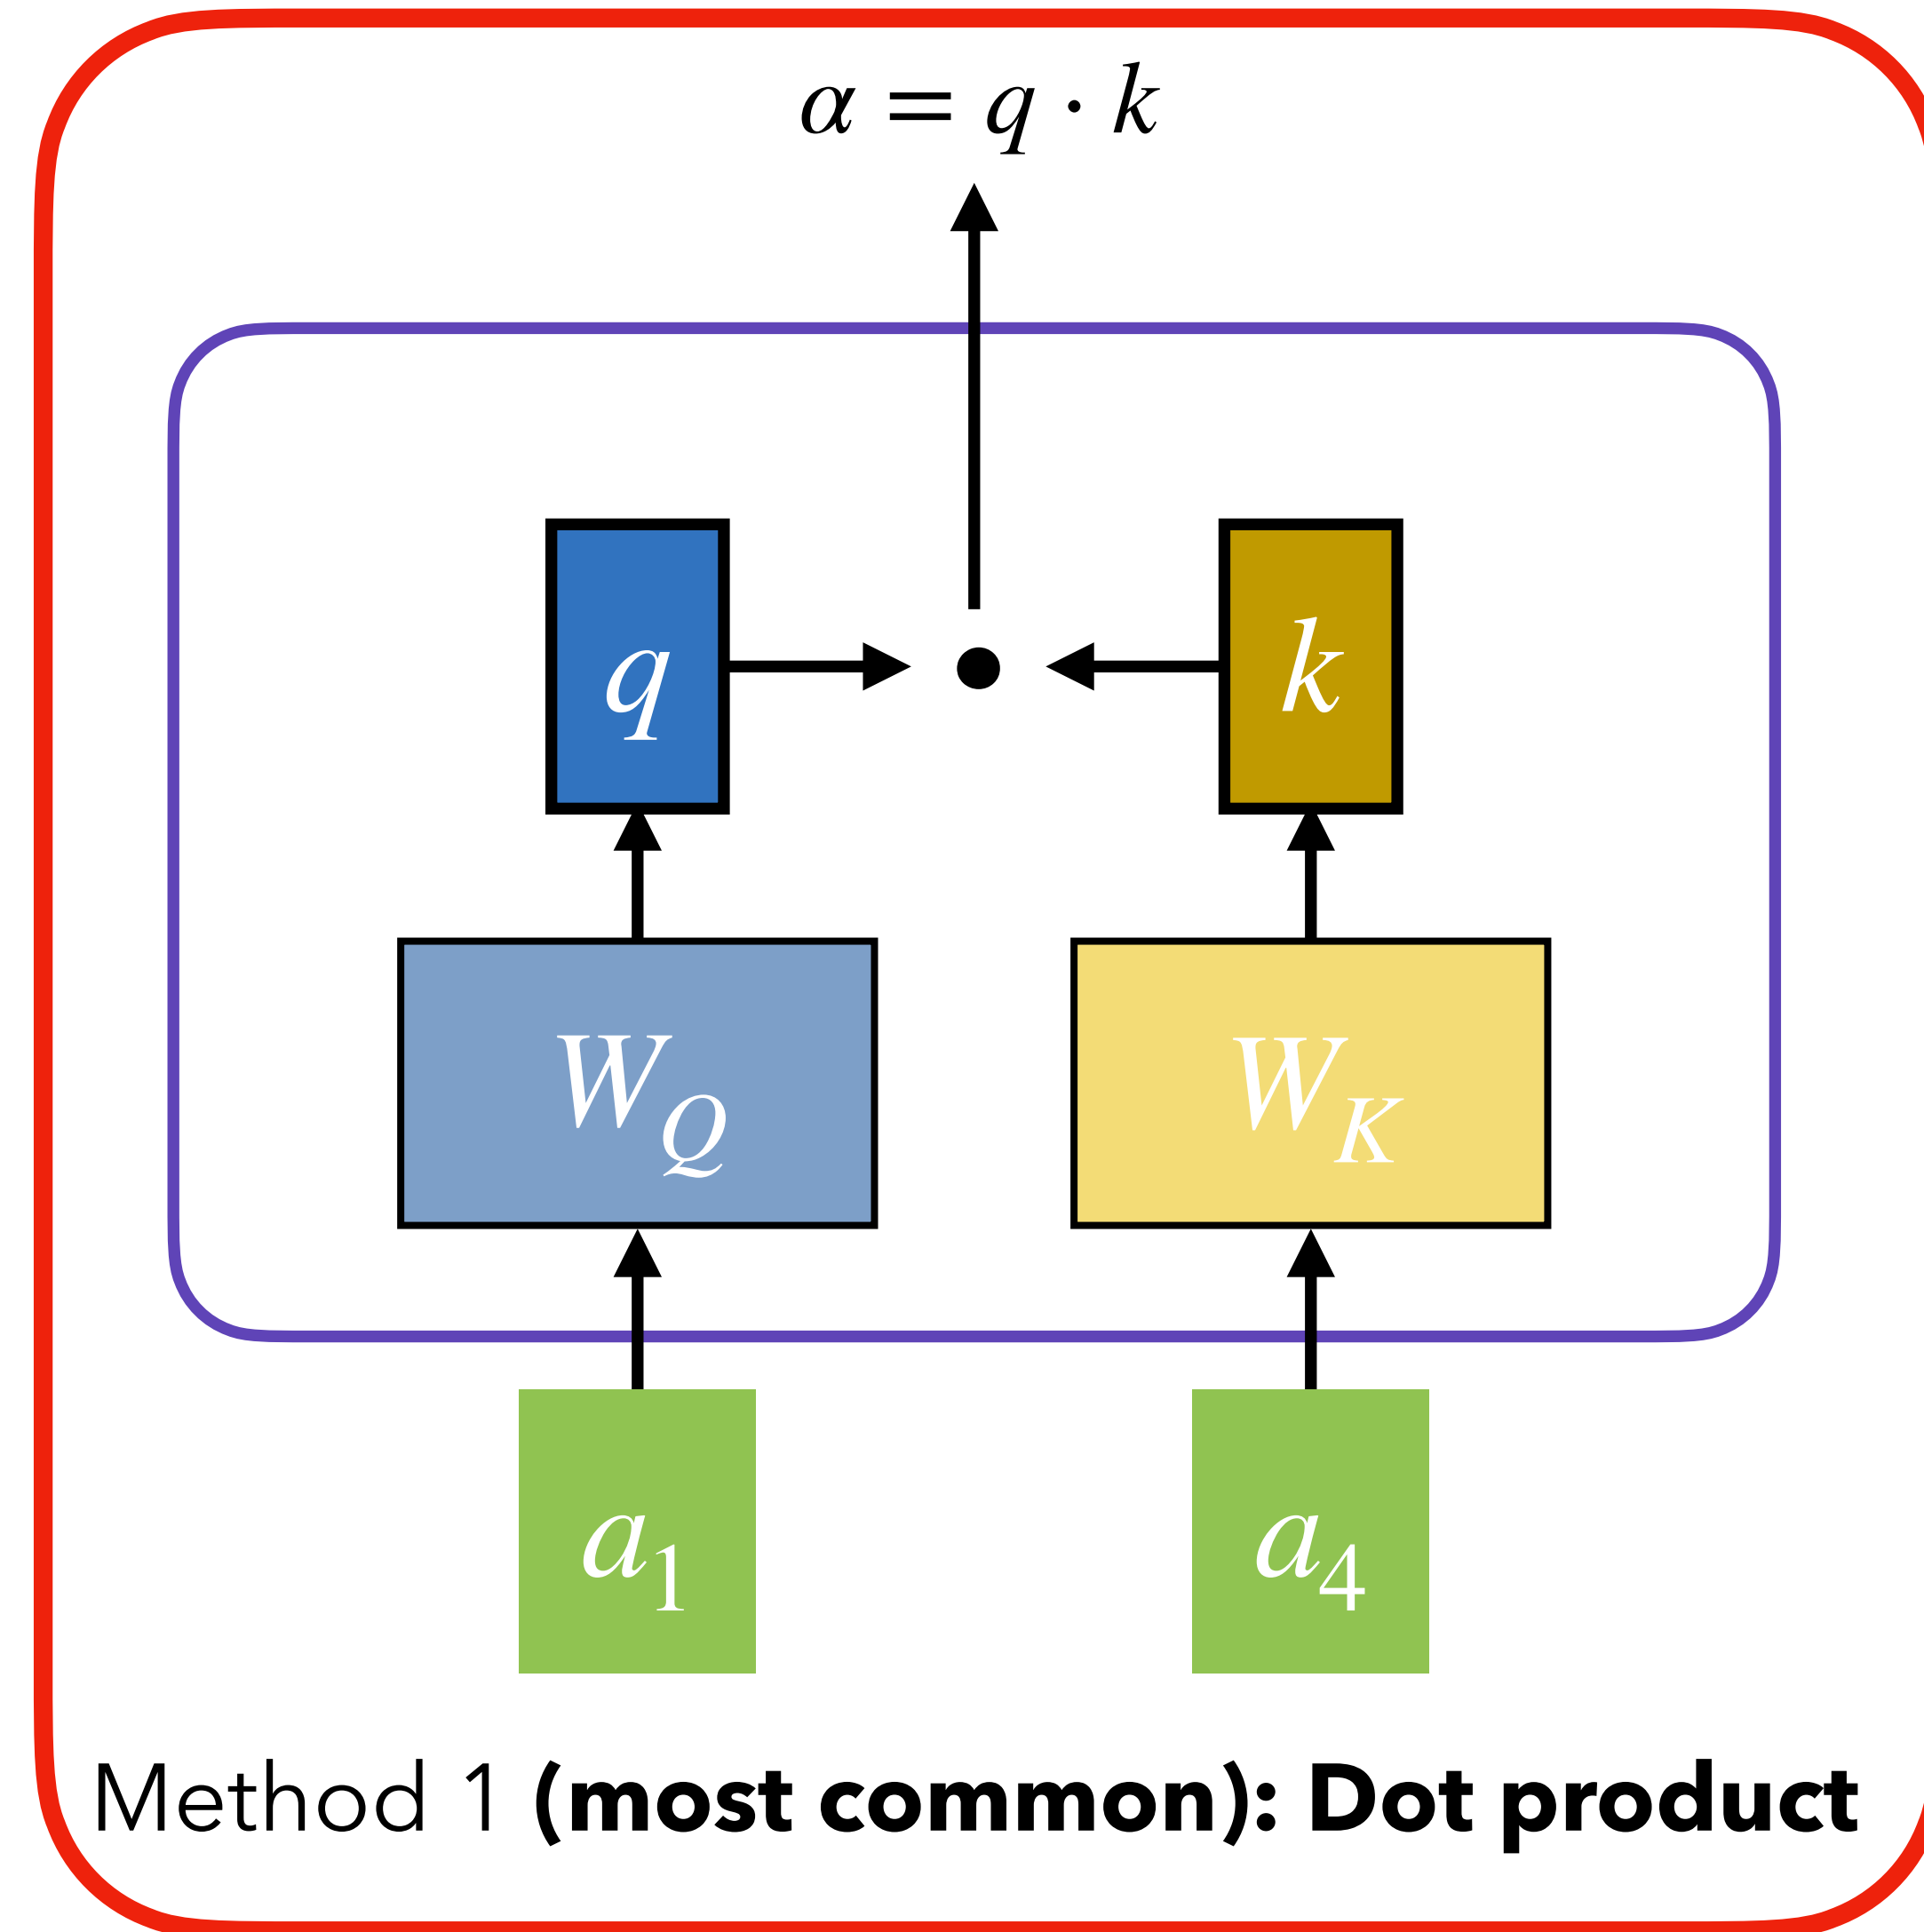 α = q · k
q
k
W_Q
W_K
a_1
a_4
Method 1 (most common): Dot product